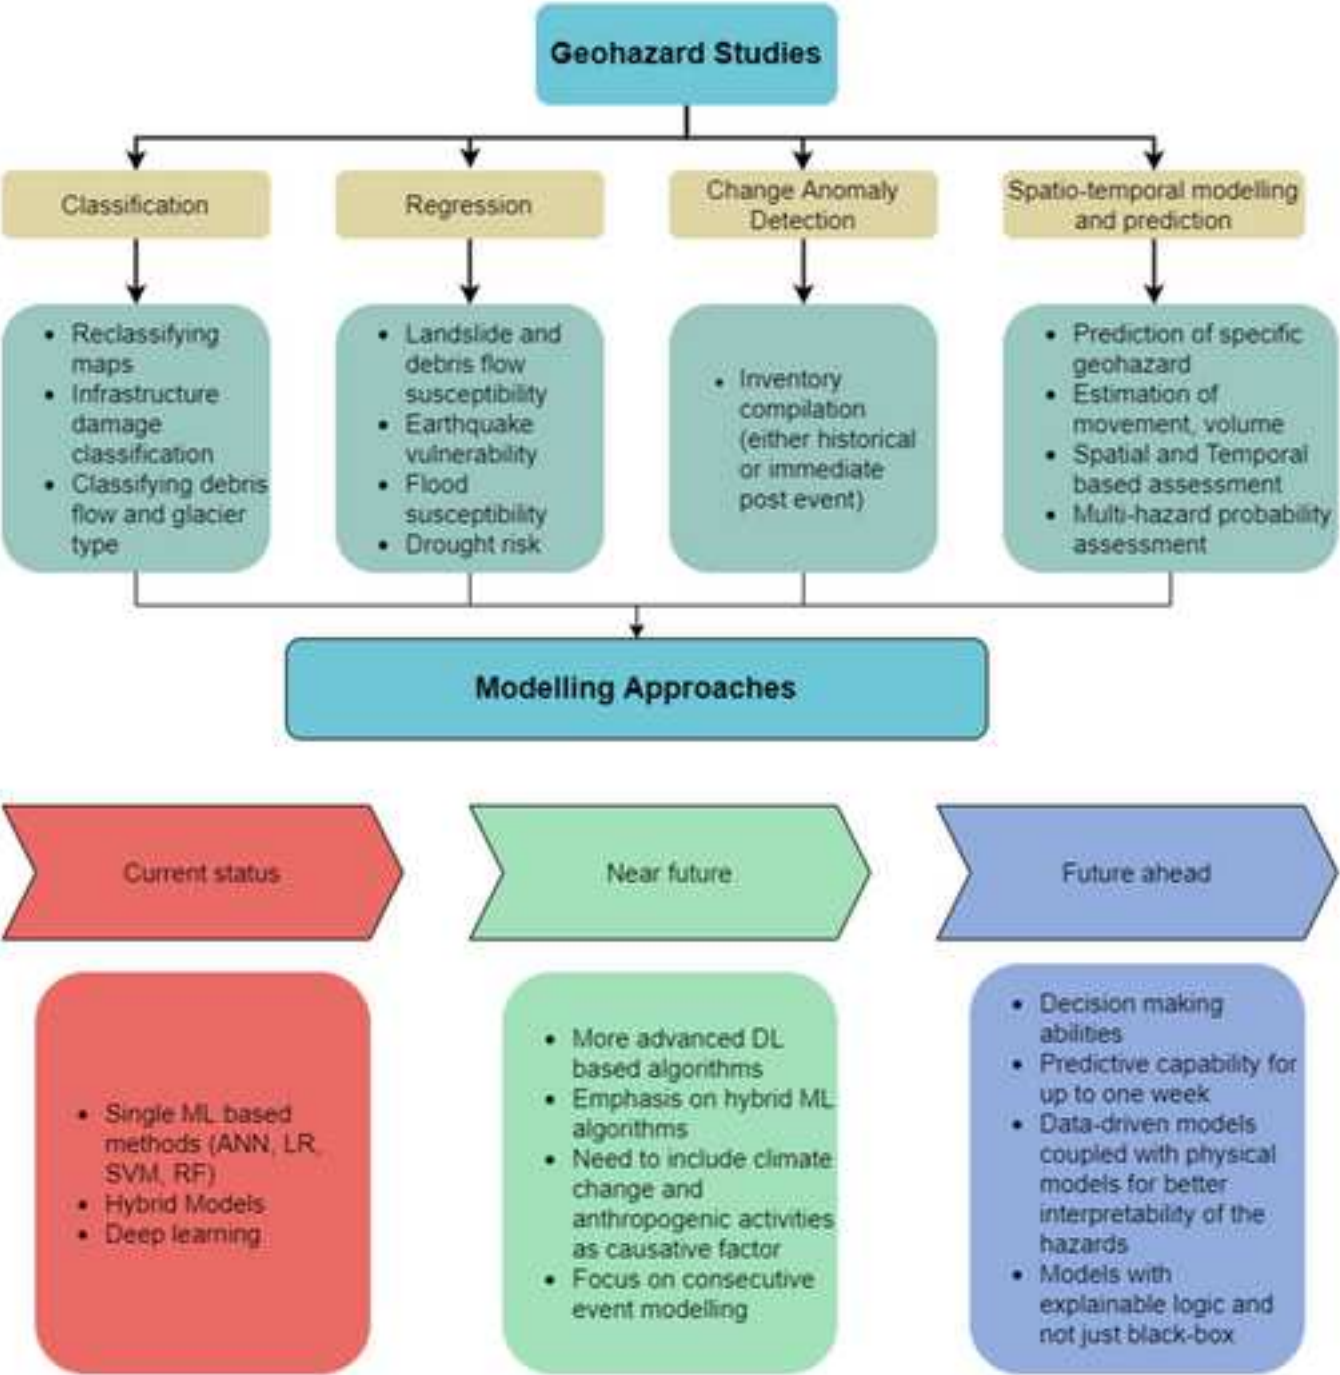 Geohazard Studies
Classification
Regression
Change Anomaly
Detection
Spatio-temporal modelling
and prediction
• Reclassifying
maps
• Infrastructure
damage
classification
• Classifying debris
flow and glacier
type
• Landslide and
debris flow
susceptibility
• Earthquake
vulnerability
• Flood
susceptibility
• Drought risk
• Inventory
compilation
(either historical
or immediate
post event)
• Prediction of specific
geohazard
• Estimation of
movement, volume
• Spatial and Temporal
based assessment
• Multi-hazard probability
assessment
Modelling Approaches
Current status
Near future
Future ahead
• Single ML based
methods (ANN, LR,
SVM, RF)
• Hybrid Models
• Deep learning
• More advanced DL
based algorithms
• Emphasis on hybrid ML
algorithms
• Need to include climate
change and
anthropogenic activities
as causative factor
• Focus on consecutive
event modelling
• Decision making
abilities
• Predictive capability for
up to one week
• Data-driven models
coupled with physical
models for better
interpretability of the
hazards
• Models with
explainable logic and
not just black-box